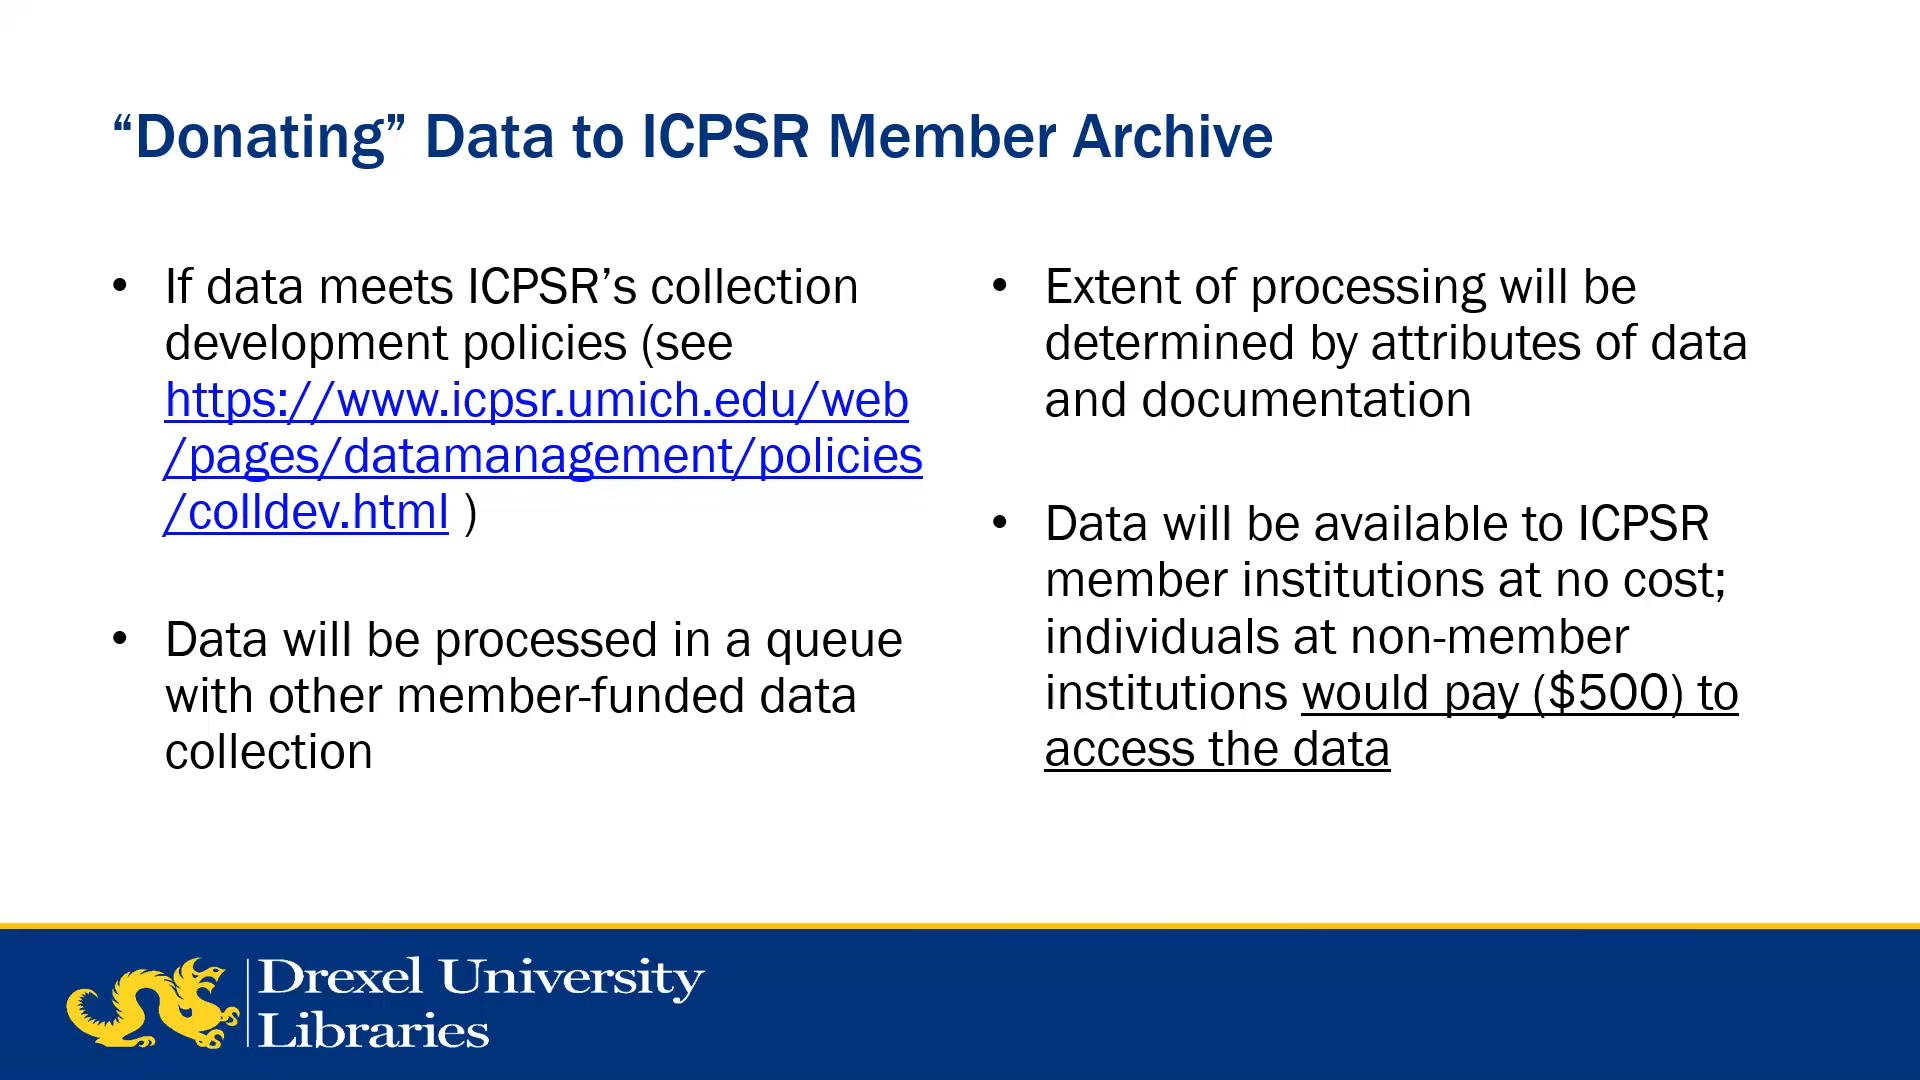 “Donating” Data to ICPSR Member Archive
• If data meets ICPSR’s collection
development policies (see
https://www.icpsr.umich.edu/web
/pages/datamanagement/policies
/colldev.html )
• Data will be processed in a queue
with other member-funded data
collection
• Extent of processing will be
determined by attributes of data
and documentation
• Data will be available to ICPSR
member institutions at no cost;
individuals at non-member
institutions would pay ($500) to
access the data
Drexel University
Libraries